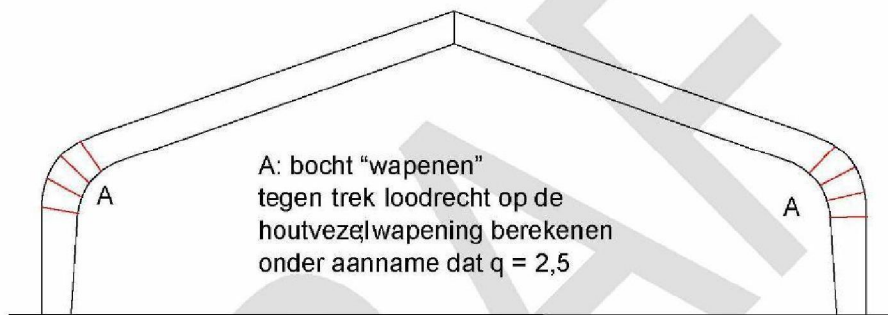 A: bocht “wapenen”
A
tegen trek loodrecht op de
A
houtvezelwapening berekenen
onder aanname dat q = 2,5